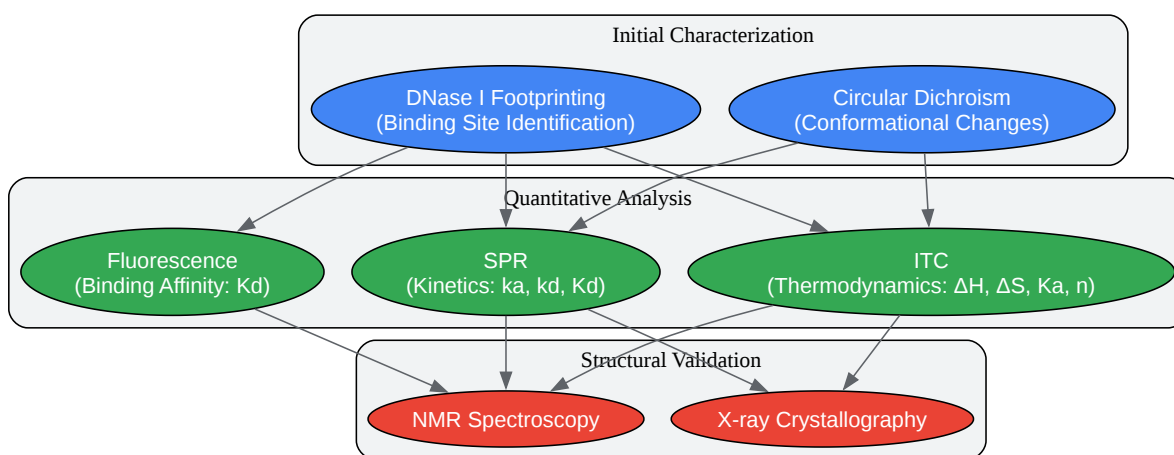 Initial Characterization
DNase I Footprinting
(Binding Site Identification)
Circular Dichroism
(Conformational Changes)
Quantitative Analysis
Fluorescence
(Binding Affinity: Kd)
SPR
(Kinetics: ka, kd, Kd)
ITC
(Thermodynamics: ΔH, ΔS, Ka, n)
Structural Validation
NMR Spectroscopy
X-ray Crystallography